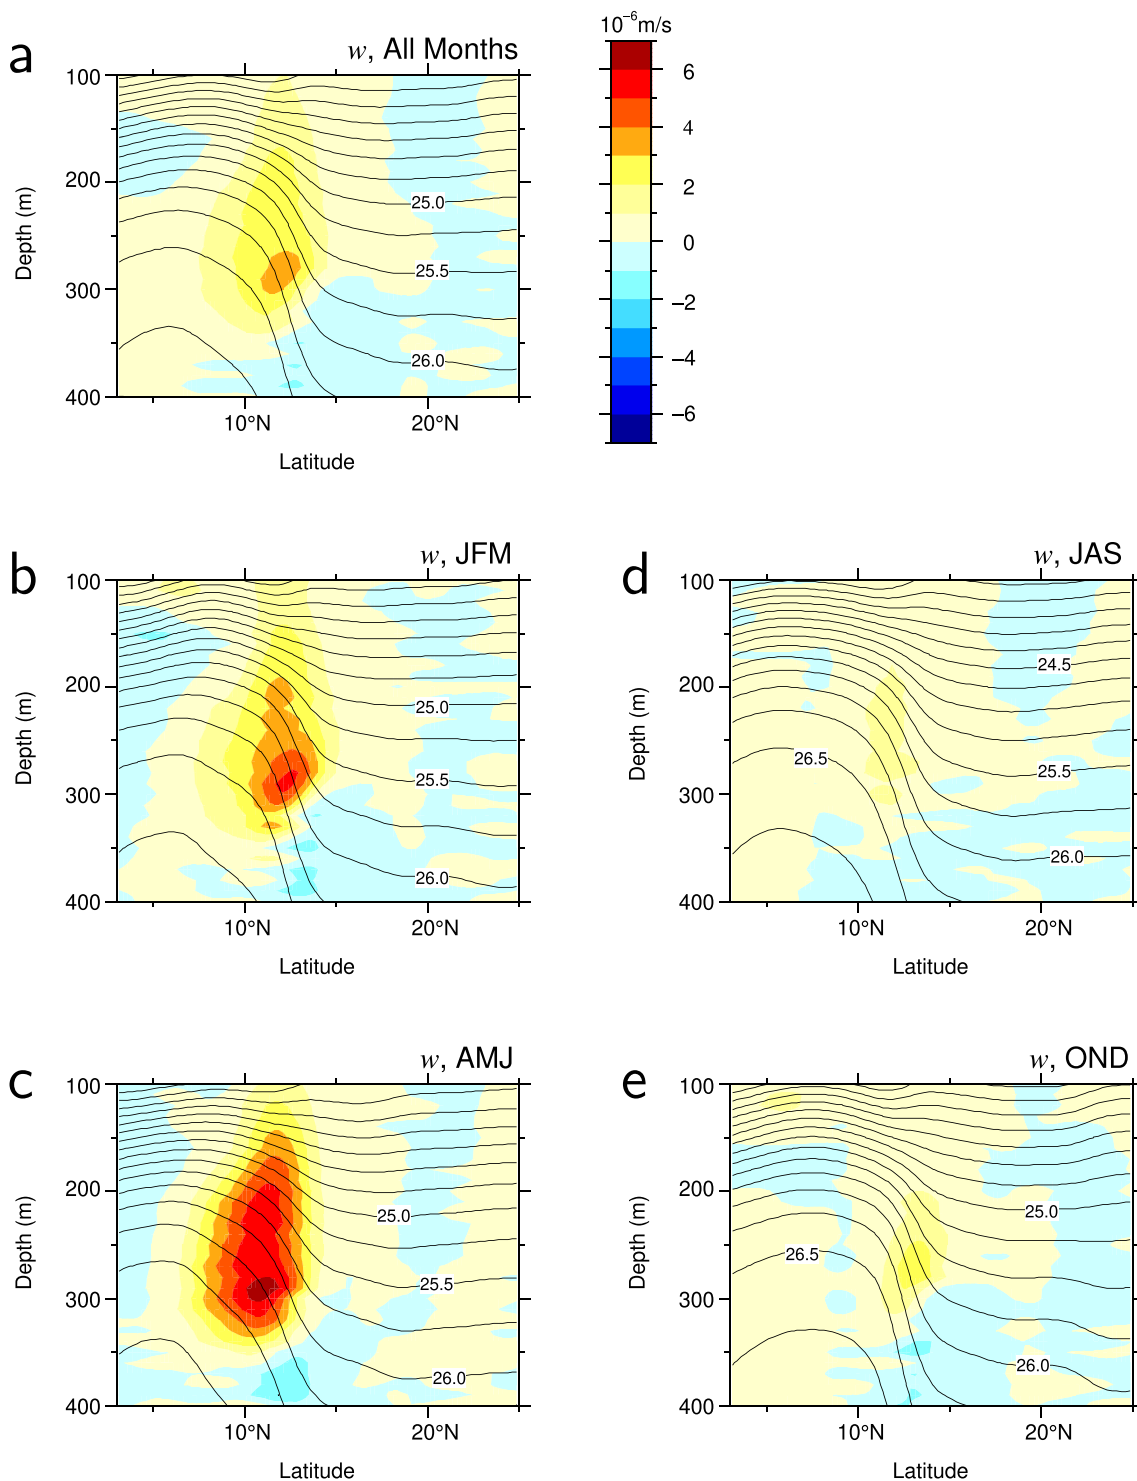 a
w, All Months
100
200
300
400
Depth (m)
25.0
25.5
26.0
10°N
20°N
Latitude
10⁻⁶m/s
6
4
2
0
−2
−4
−6
b
w, JFM
100
200
300
400
Depth (m)
25.0
25.5
26.0
10°N
20°N
Latitude
d
w, JAS
100
200
300
400
Depth (m)
24.5
26.5
25.5
26.0
10°N
20°N
Latitude
c
w, AMJ
100
200
300
400
Depth (m)
25.0
25.5
26.0
10°N
20°N
Latitude
e
w, OND
100
200
300
400
Depth (m)
25.0
26.5
26.0
10°N
20°N
Latitude